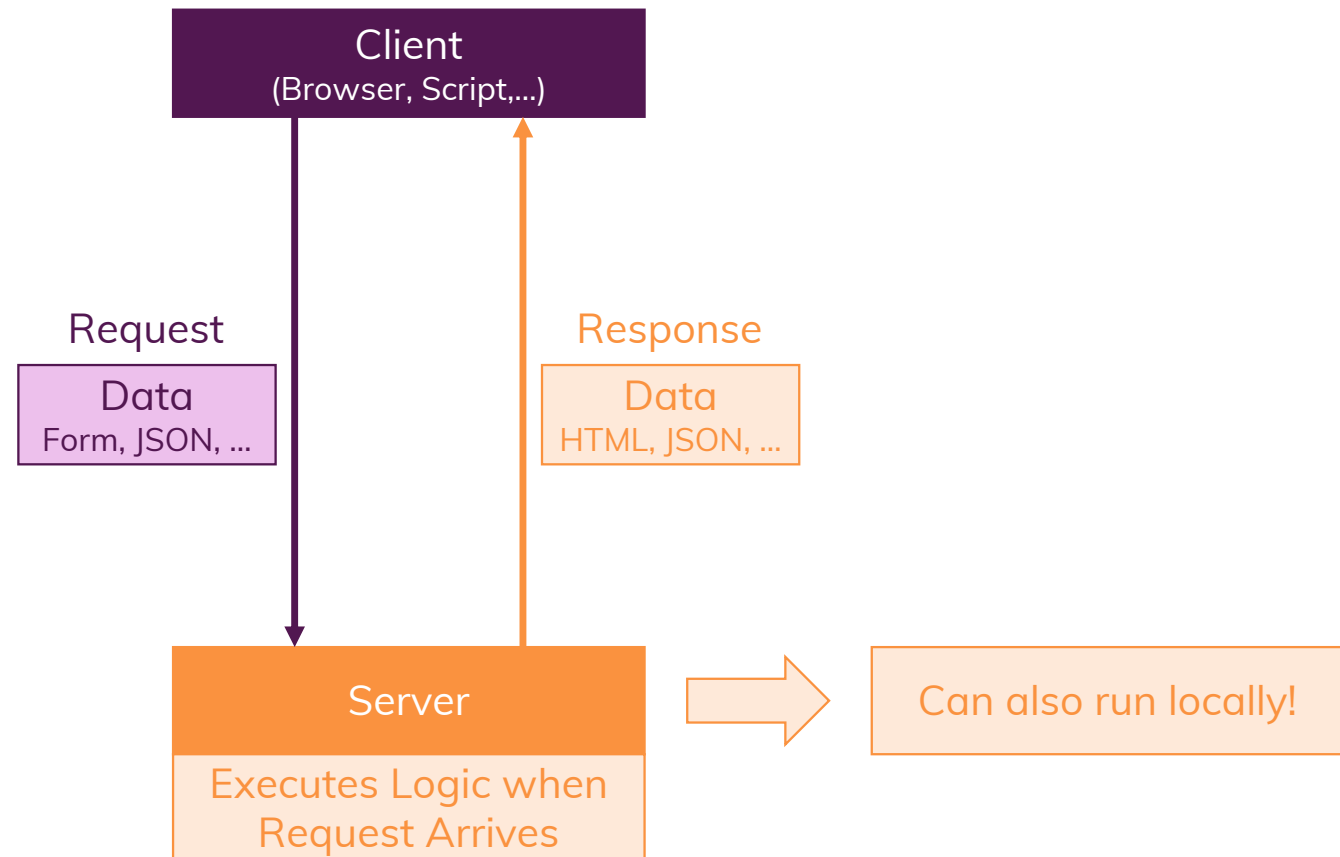 Client
(Browser, Script,...)
Request
Data
Form, JSON, ...
Response
Data
HTML, JSON, ...
Server
Can also run locally!
Executes Logic when
Request Arrives